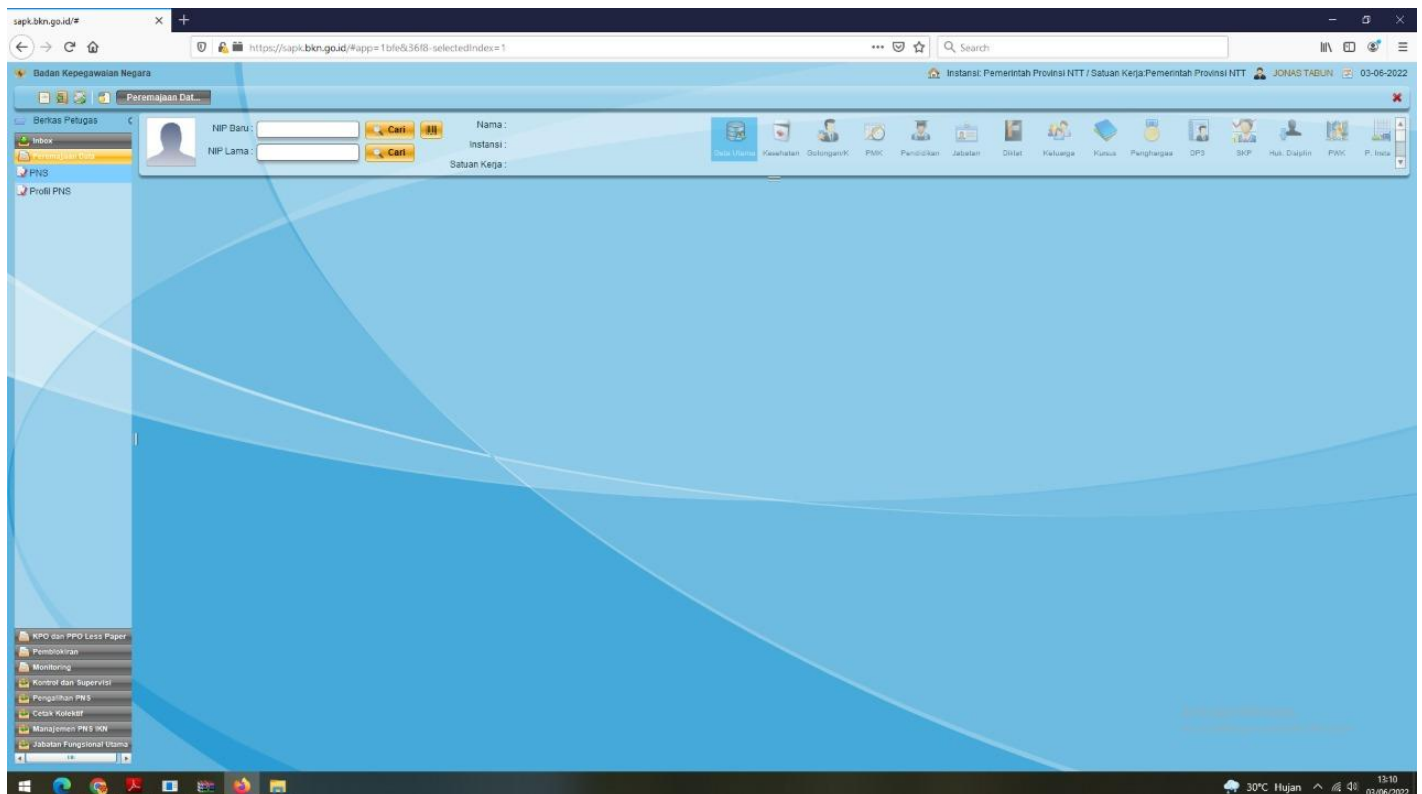 sapk.bkn.go.id/#
https://sapk.bkn.go.id/#app=1bfe&36f8-selectedIndex=1
Search
Badan Kepegawaian Negara
Instansi: Pemerintah Provinsi NTT / Satuan Kerja:Pemerintah Provinsi NTT
JONAS TABUN
03-06-2022
Peremajaan Dat...
Berkas Petugas
Inbox
Peremajaan Data
PNS
Profil PNS
NIP Baru :
Cari
NIP Lama :
Cari
Nama :
Instansi :
Satuan Kerja :
Data Utama
Kesehatan
Golongan/K
PMK
Pendidikan
Jabatan
Diklat
Keluarga
Kursus
Penghargaa
DP3
SKP
Huk. Disiplin
PWK
P. Insta
KPO dan PPO Less Paper
Pemblokiran
Monitoring
Kontrol dan Supervisi
Pengalihan PNS
Cetak Kolektif
Manajemen PNS IKN
Jabatan Fungsional Utama
30°C Hujan
13:10
03/06/2022